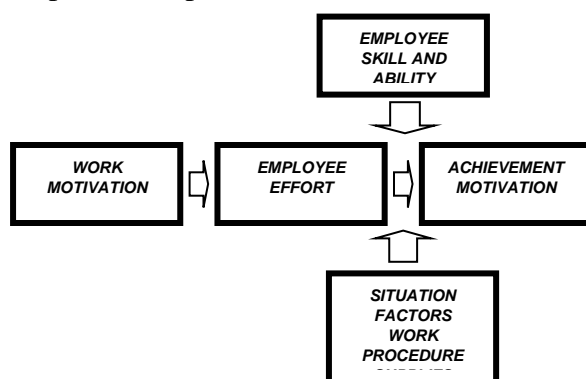 EMPLOYEE
SKILL AND
ABILITY
WORK
MOTIVATION
EMPLOYEE
EFFORT
ACHIEVEMENT
MOTIVATION
SITUATION
FACTORS
WORK
PROCEDURE